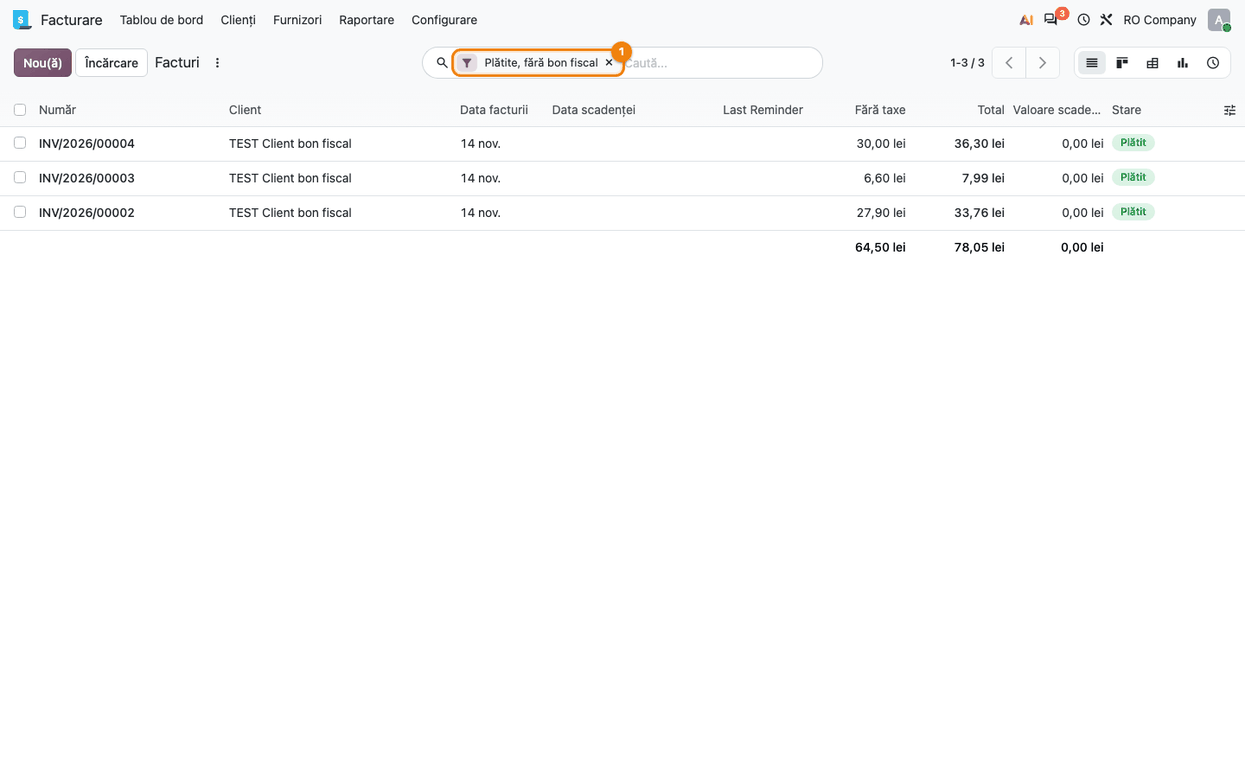 Facturare Tablou de bord Clienți Furnizori Raportare Configurare 3 RO Company A
Nou(ă) Încărcare Facturi Plătite, fără bon fiscal 1 Caută... 1-3 / 3
Număr Client Data facturii Data scadenței Last Reminder Fără taxe Total Valoare scade... Stare
INV/2026/00004 TEST Client bon fiscal 14 nov. 30,00 lei 36,30 lei 0,00 lei Plătit
INV/2026/00003 TEST Client bon fiscal 14 nov. 6,60 lei 7,99 lei 0,00 lei Plătit
INV/2026/00002 TEST Client bon fiscal 14 nov. 27,90 lei 33,76 lei 0,00 lei Plătit
64,50 lei 78,05 lei 0,00 lei